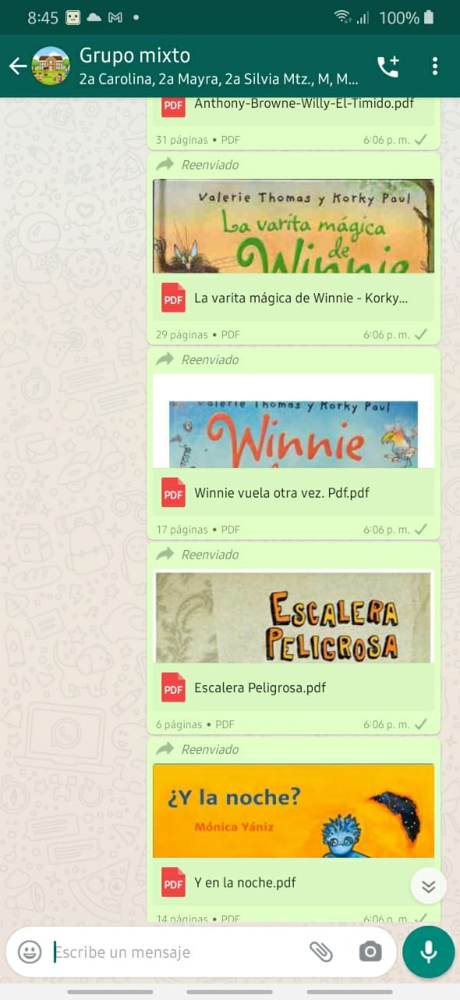 8:45
100%
Grupo mixto
2a Carolina, 2a Mayra, 2a Silvia Mtz., M, M...
PDF Anthony-Browne-Willy-El-Timido.pdf
31 páginas • PDF 6:06 p. m.
Reenviado
Valerie Thomas y Korky Paul
La varita mágica
de
Winnie
PDF La varita mágica de Winnie - Korky...
29 páginas • PDF 6:06 p. m.
Reenviado
Valerie Thomas y Korky Paul
Winnie
PDF Winnie vuela otra vez. Pdf.pdf
17 páginas • PDF 6:06 p. m.
Reenviado
ESCALERA
PELIGROSA
PDF Escalera Peligrosa.pdf
6 páginas • PDF 6:06 p. m.
Reenviado
¿Y la noche?
Mónica Yániz
PDF Y en la noche.pdf
14 páginas • PDF 6:06 p. m.
Escribe un mensaje